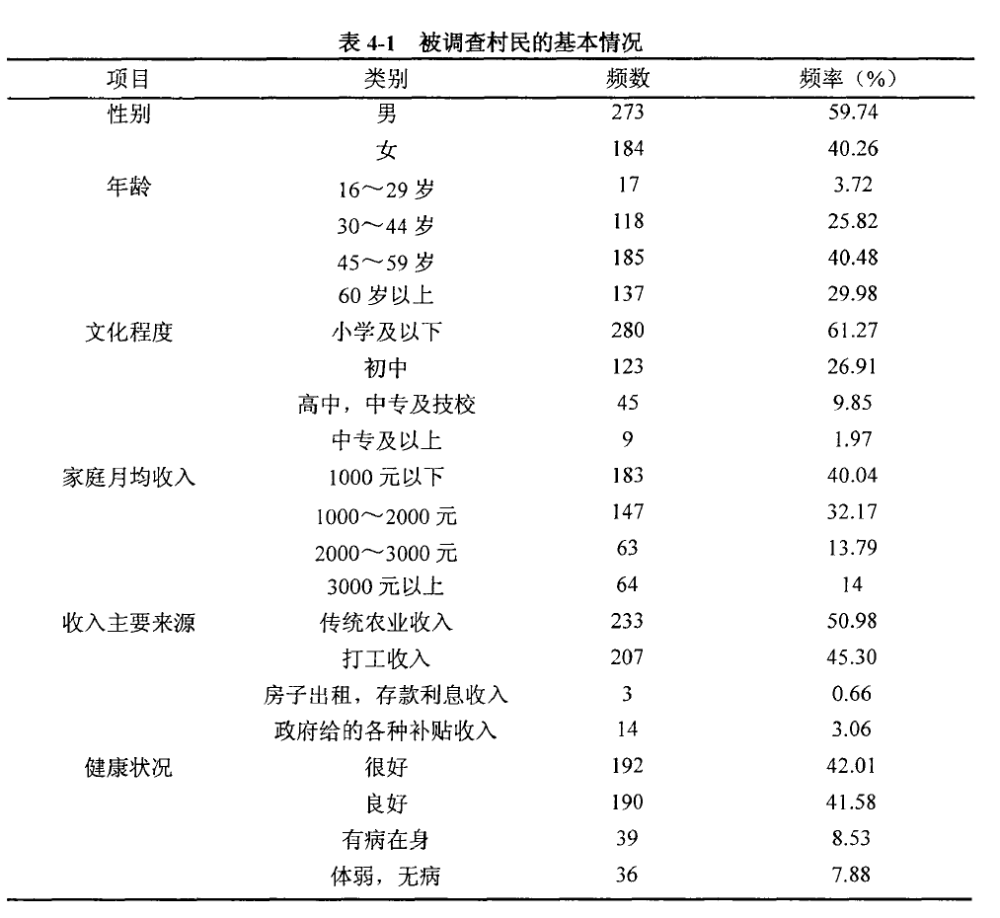 表 4-1 被调查村民的基本情况
项目 类别 频数 频率（%）
性别 男 273 59.74
女 184 40.26
年龄 16～29 岁 17 3.72
30～44 岁 118 25.82
45～59 岁 185 40.48
60 岁以上 137 29.98
文化程度 小学及以下 280 61.27
初中 123 26.91
高中，中专及技校 45 9.85
中专及以上 9 1.97
家庭月均收入 1000 元以下 183 40.04
1000～2000 元 147 32.17
2000～3000 元 63 13.79
3000 元以上 64 14
收入主要来源 传统农业收入 233 50.98
打工收入 207 45.30
房子出租，存款利息收入 3 0.66
政府给的各种补贴收入 14 3.06
健康状况 很好 192 42.01
良好 190 41.58
有病在身 39 8.53
体弱，无病 36 7.88